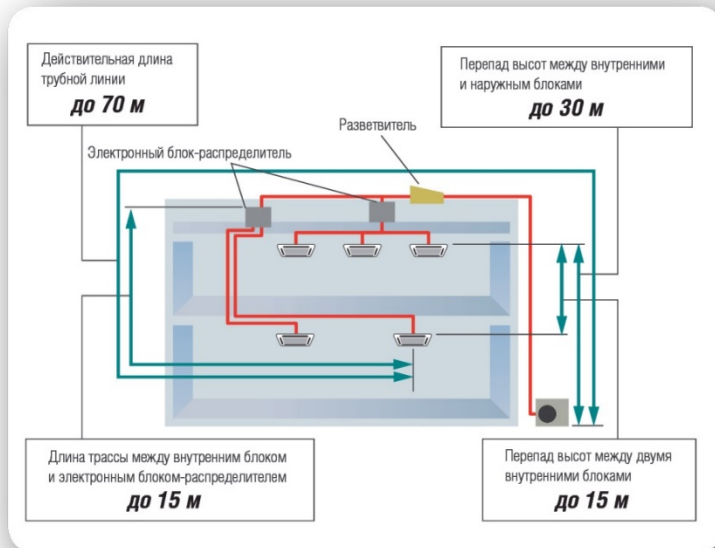 Действительная длина
трубной линии
до 70 м
Перепад высот между внутренними
и наружным блоками
до 30 м
Разветвитель
Электронный блок-распределитель
Длина трассы между внутренним блоком
и электронным блоком-распределителем
до 15 м
Перепад высот между двумя
внутренними блоками
до 15 м